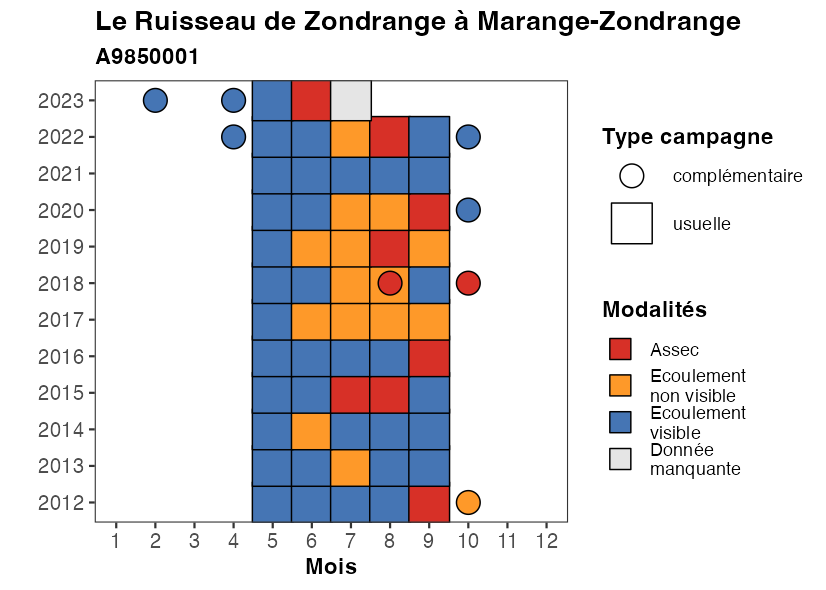 Le Ruisseau de Zondrange à Marange-Zondrange
A9850001
2023
2022
2021
2020
2019
2018
2017
2016
2015
2014
2013
2012
1 2 3 4 5 6 7 8 9 10 11 12
Mois
Type campagne
complémentaire
usuelle
Modalités
Assec
Ecoulement
non visible
Ecoulement
visible
Donnée
manquante